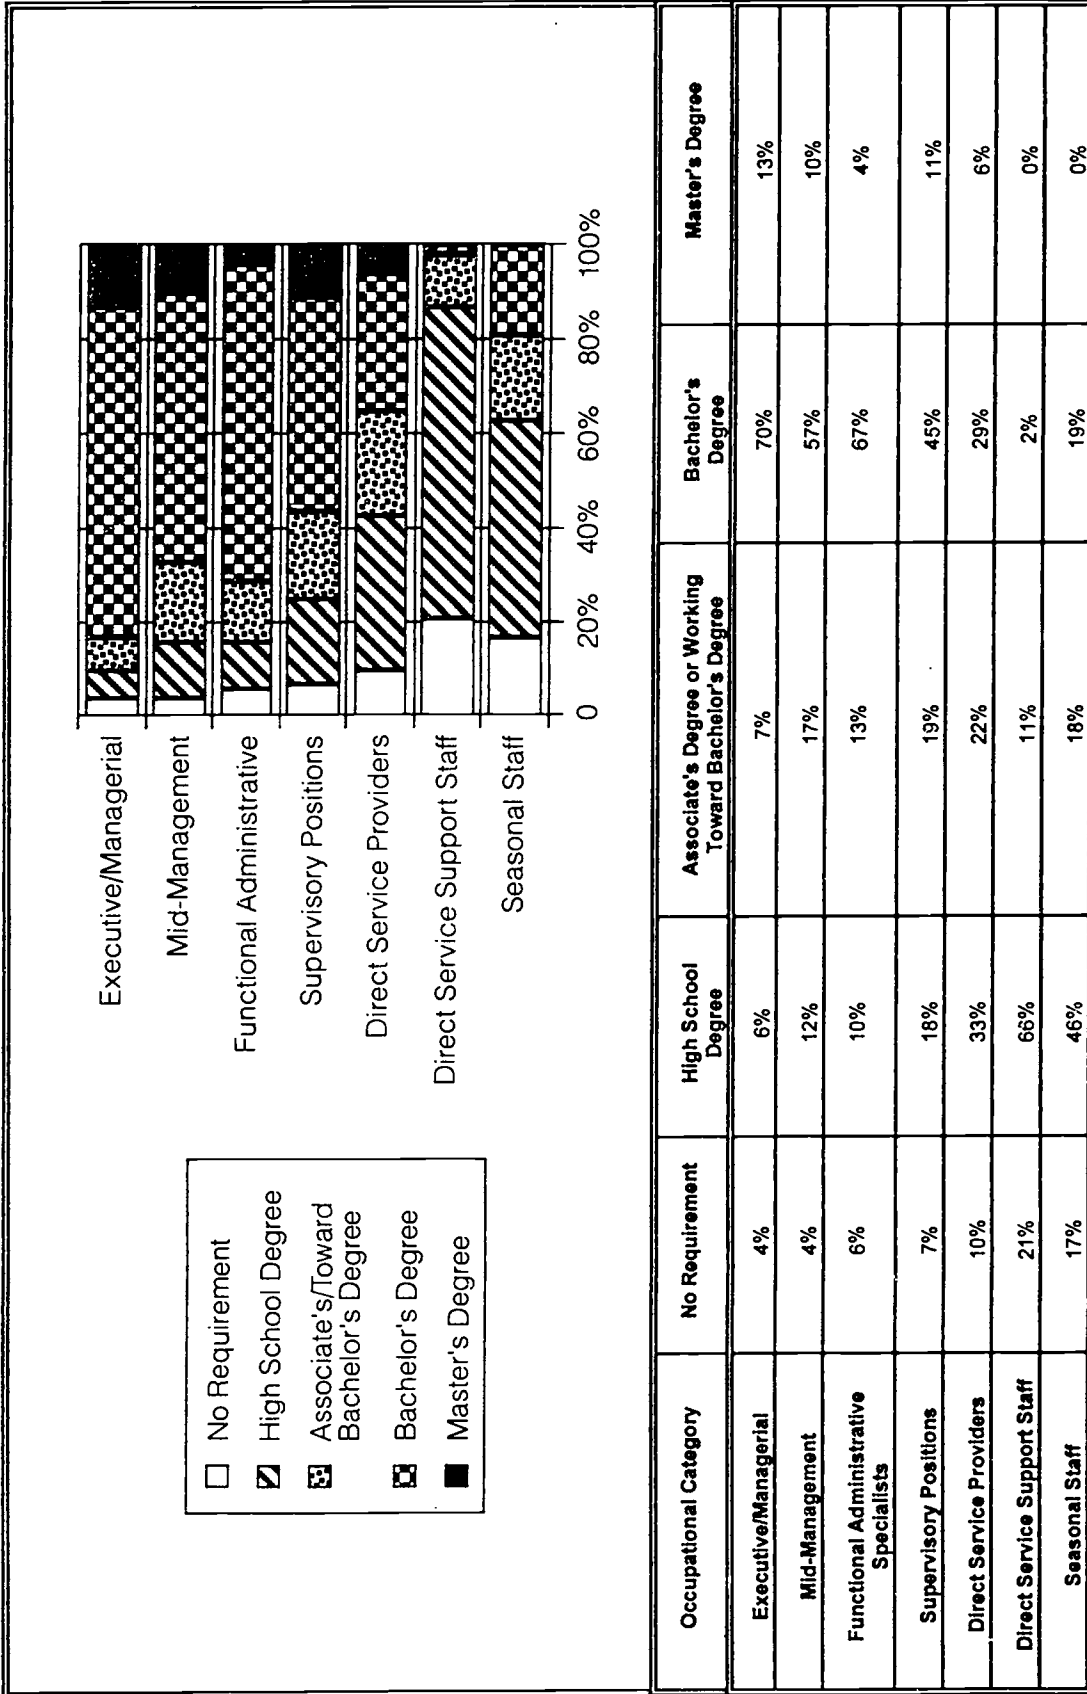 Executive/Managerial
Mid-Management
Functional Administrative
Supervisory Positions
Direct Service Providers
Direct Service Support Staff
Seasonal Staff
0 20% 40% 60% 80% 100%
No Requirement
High School Degree
Associate's/Toward
Bachelor's Degree
Bachelor's Degree
Master's Degree
Occupational Category No Requirement High School Degree Associate's Degree or Working Toward Bachelor's Degree Bachelor's Degree Master's Degree
Executive/Managerial 4% 6% 7% 70% 13%
Mid-Management 4% 12% 17% 57% 10%
Functional Administrative Specialists 6% 10% 13% 67% 4%
Supervisory Positions 7% 18% 19% 45% 11%
Direct Service Providers 10% 33% 22% 29% 6%
Direct Service Support Staff 21% 66% 11% 2% 0%
Seasonal Staff 17% 46% 18% 19% 0%